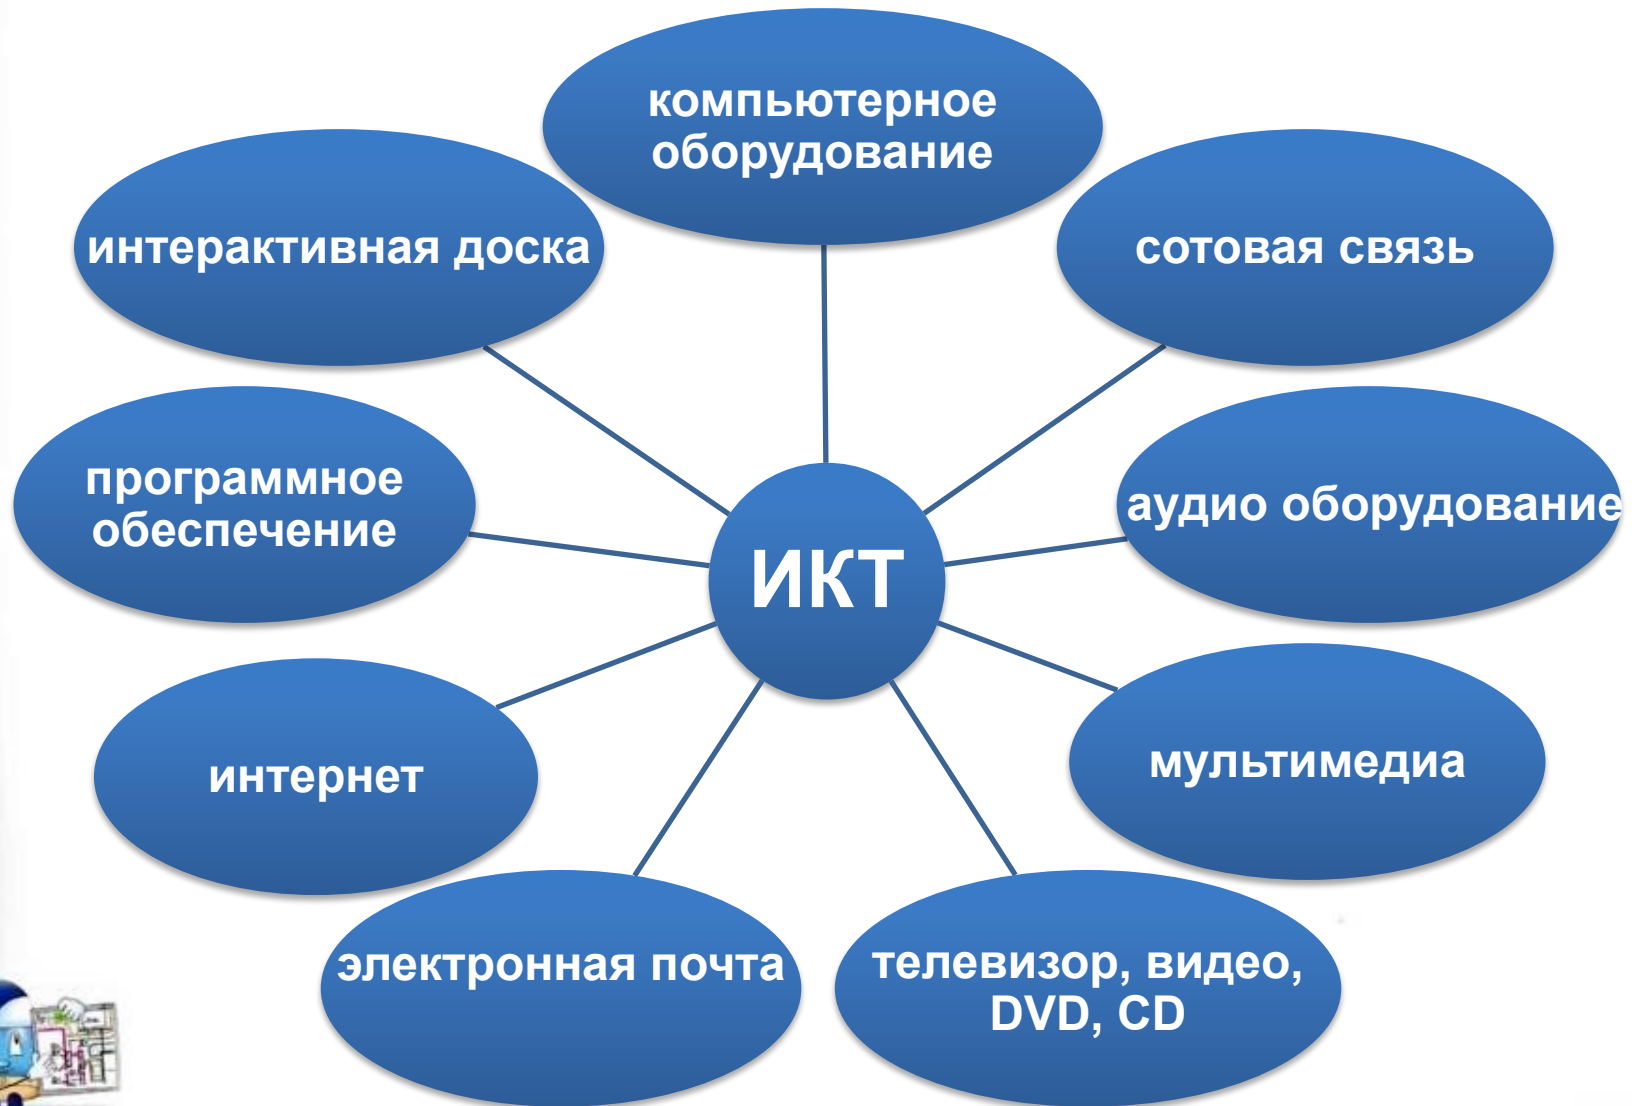 компьютерное
оборудование
интерактивная доска
сотовая связь
программное
обеспечение
аудио оборудование
ИКТ
интернет
мультимедиа
электронная почта
телевизор, видео,
DVD, CD